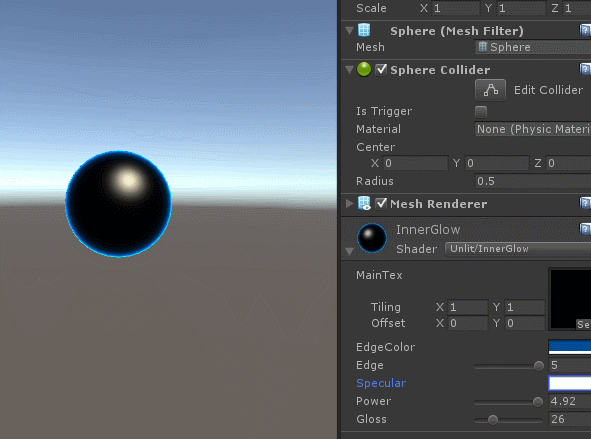 Scale X 1 Y 1 Z 1
Sphere (Mesh Filter)
Mesh Sphere
Sphere Collider
Edit Collider
Is Trigger
Material None (Physic Materi
Center
X 0 Y 0 Z 0
Radius 0.5
Mesh Renderer
InnerGlow
Shader Unlit/InnerGlow
MainTex
Tiling X 1 Y 1
Offset X 0 Y 0 Se
EdgeColor
Edge 5
Specular
Power 4.92
Gloss 26